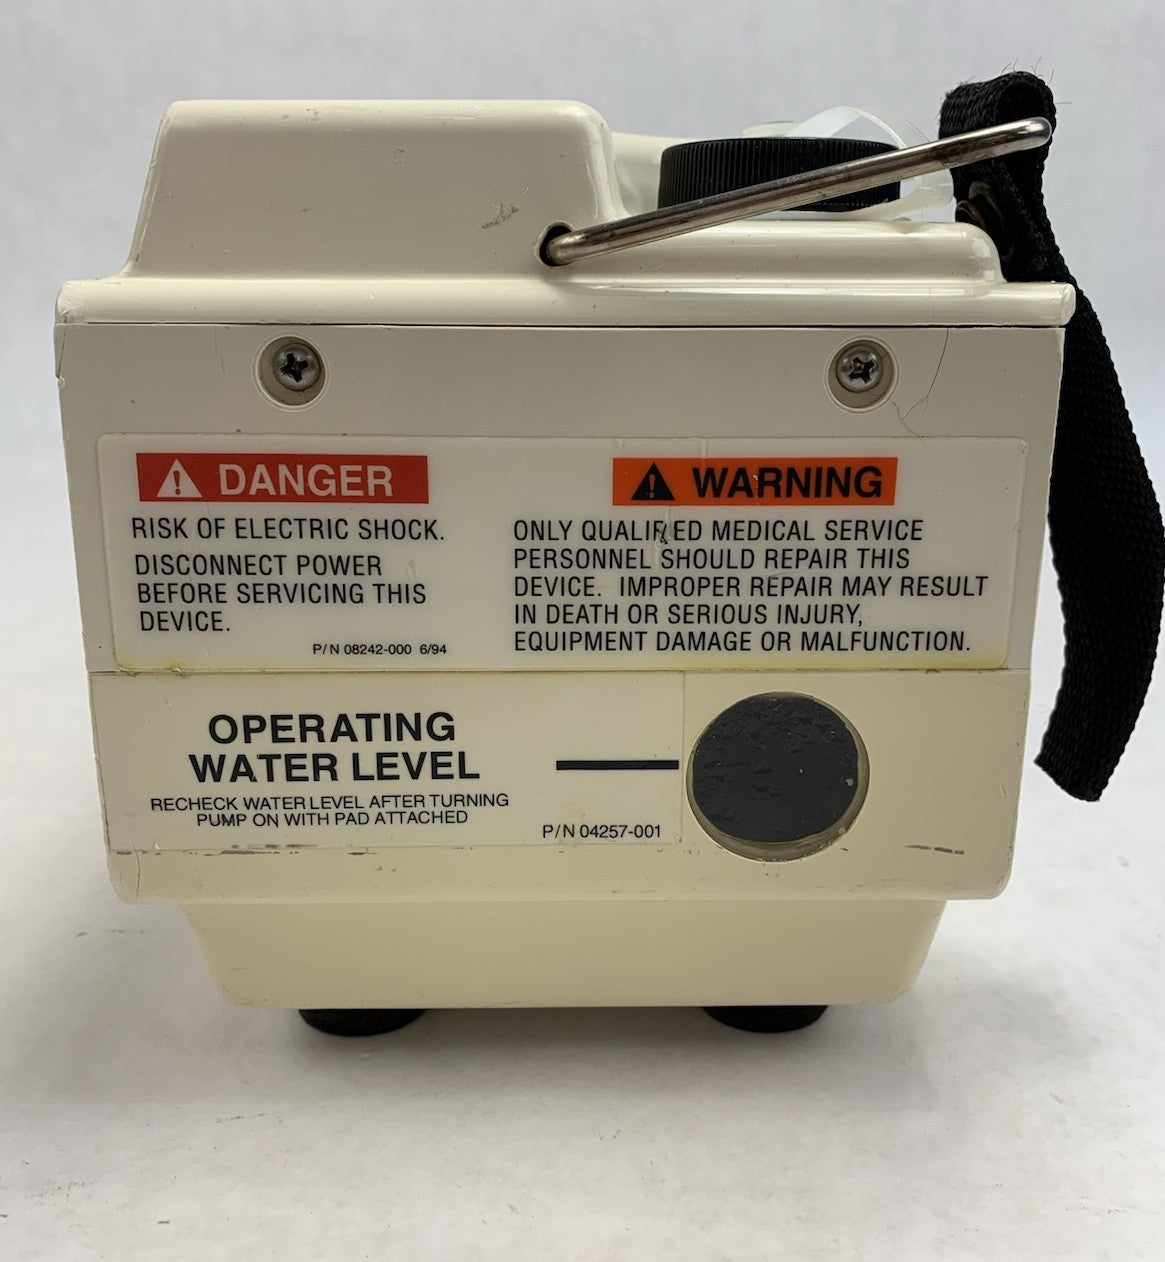 DANGER
RISK OF ELECTRIC SHOCK.
DISCONNECT POWER
BEFORE SERVICING THIS
DEVICE.
P/N 08242-000 6/94
WARNING
ONLY QUALIFIED MEDICAL SERVICE
PERSONNEL SHOULD REPAIR THIS
DEVICE. IMPROPER REPAIR MAY RESULT
IN DEATH OR SERIOUS INJURY,
EQUIPMENT DAMAGE OR MALFUNCTION.
OPERATING
WATER LEVEL
RECHECK WATER LEVEL AFTER TURNING
PUMP ON WITH PAD ATTACHED
P/N 04257-001